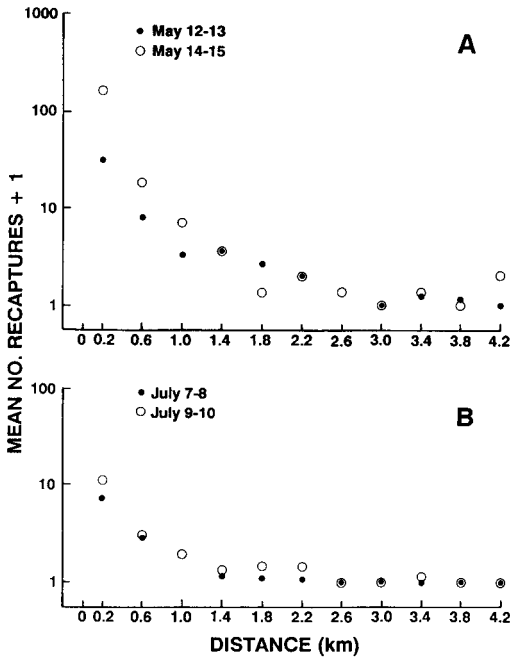 1000
100
10
1
May 12-13
May 14-15
A
0 0.2 0.6 1.0 1.4 1.8 2.2 2.6 3.0 3.4 3.8 4.2
MEAN NO. RECAPTURES + 1
100
10
1
July 7-8
July 9-10
B
0 0.2 0.6 1.0 1.4 1.8 2.2 2.6 3.0 3.4 3.8 4.2
DISTANCE (km)